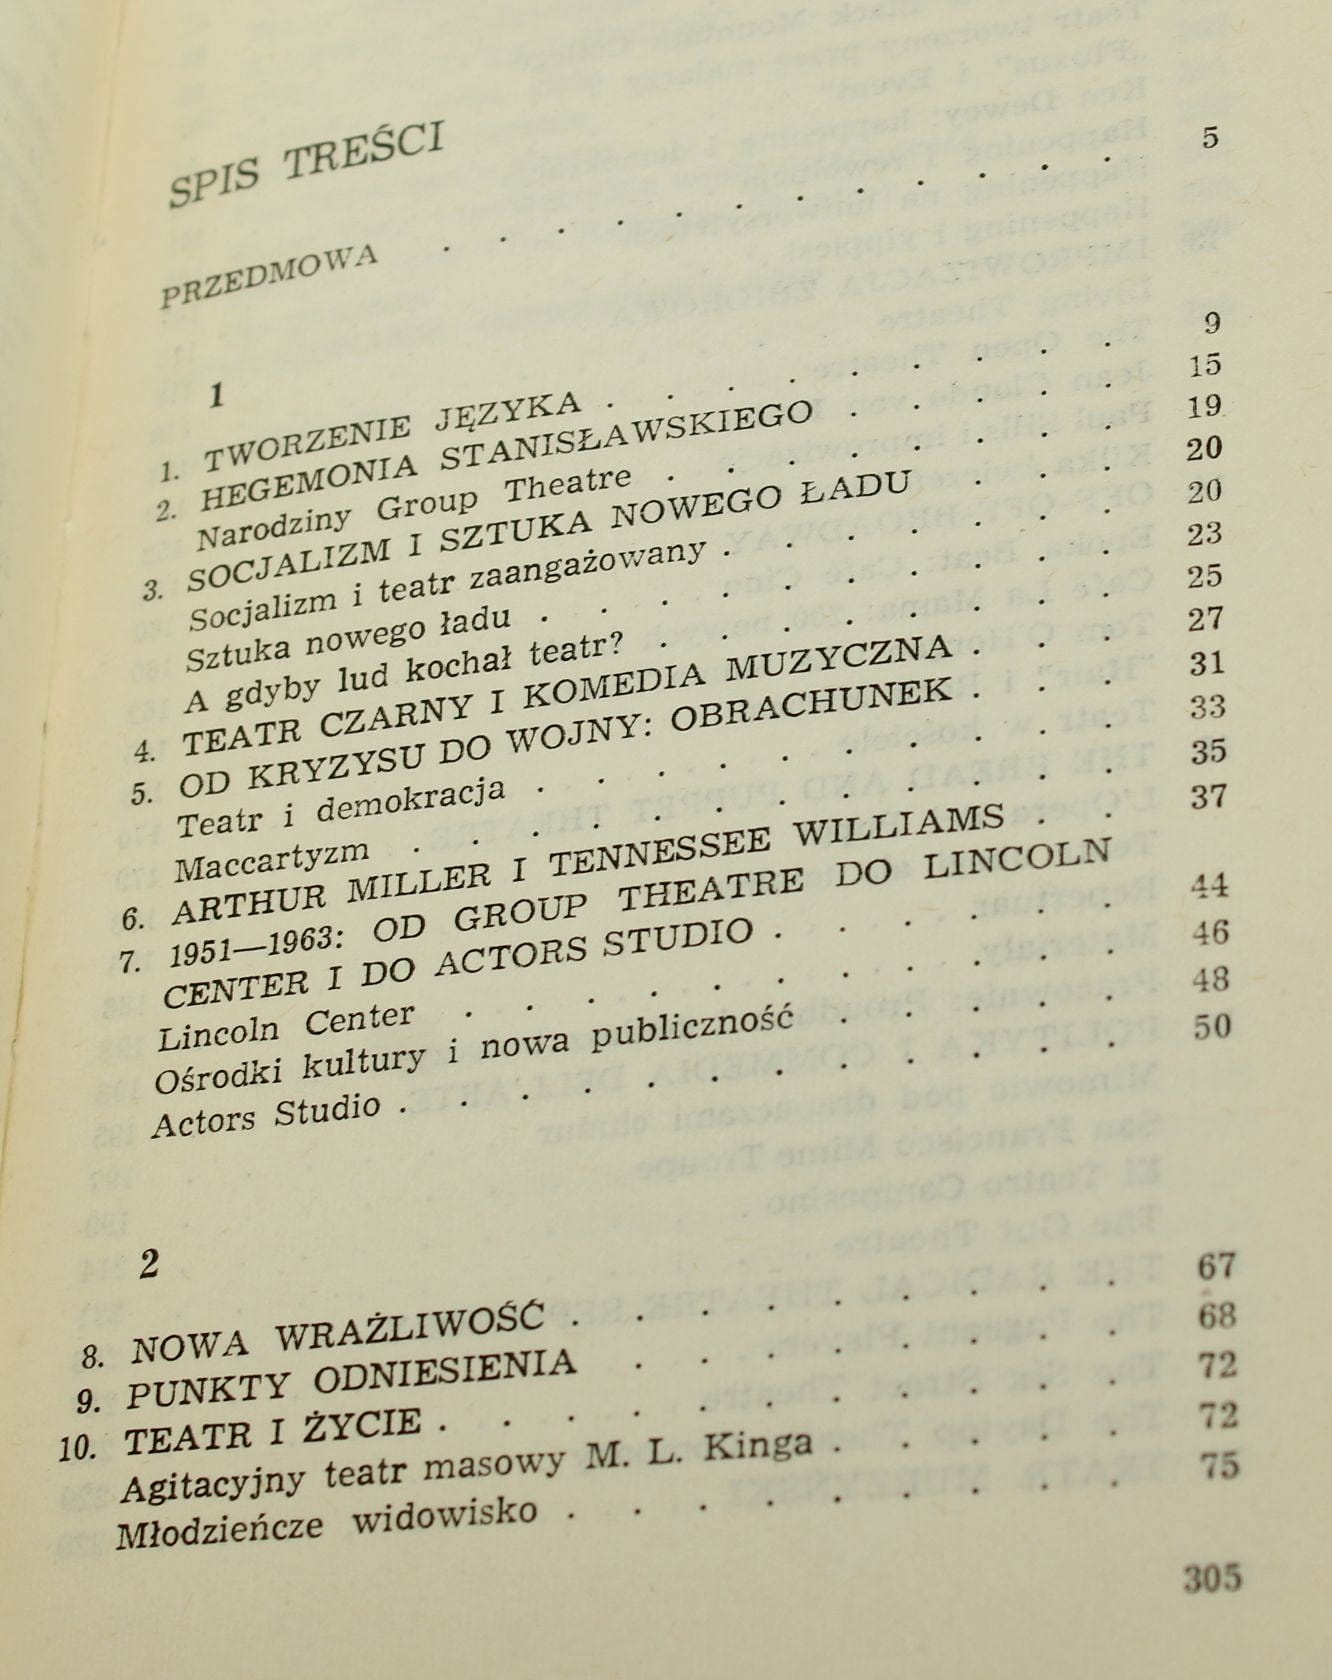 SPIS TREŚCI
PRZEDMOWA . . . . . . . . . . . . 5
1
1. TWORZENIE JĘZYKA . . . . . . . . . 9
2. HEGEMONIA STANISŁAWSKIEGO . . . . . 15
Narodziny Group Theatre . . . . . . . . 19
3. SOCJALIZM I SZTUKA NOWEGO ŁADU . . . 20
Socjalizm i teatr zaangażowany . . . . . . . 20
Sztuka nowego ładu . . . . . . . . . . 23
A gdyby lud kochał teatr? . . . . . . . . 25
4. TEATR CZARNY I KOMEDIA MUZYCZNA . . . 27
5. OD KRYZYSU DO WOJNY: OBRACHUNEK . . . 31
Teatr i demokracja . . . . . . . . . . 33
Maccartyzm . . . . . . . . . . . . 35
6. ARTHUR MILLER I TENNESSEE WILLIAMS . . 37
7. 1951—1963: OD GROUP THEATRE DO LINCOLN
CENTER I DO ACTORS STUDIO . . . . . . 44
Lincoln Center . . . . . . . . . . . 46
Ośrodki kultury i nowa publiczność . . . . . 48
Actors Studio . . . . . . . . . . . . 50
2
8. NOWA WRAŻLIWOŚĆ . . . . . . . . . 67
9. PUNKTY ODNIESIENIA . . . . . . . . 68
10. TEATR I ŻYCIE . . . . . . . . . . . 72
Agitacyjny teatr masowy M. L. Kinga . . . . . 72
Młodzieńcze widowisko . . . . . . . . . 75
305